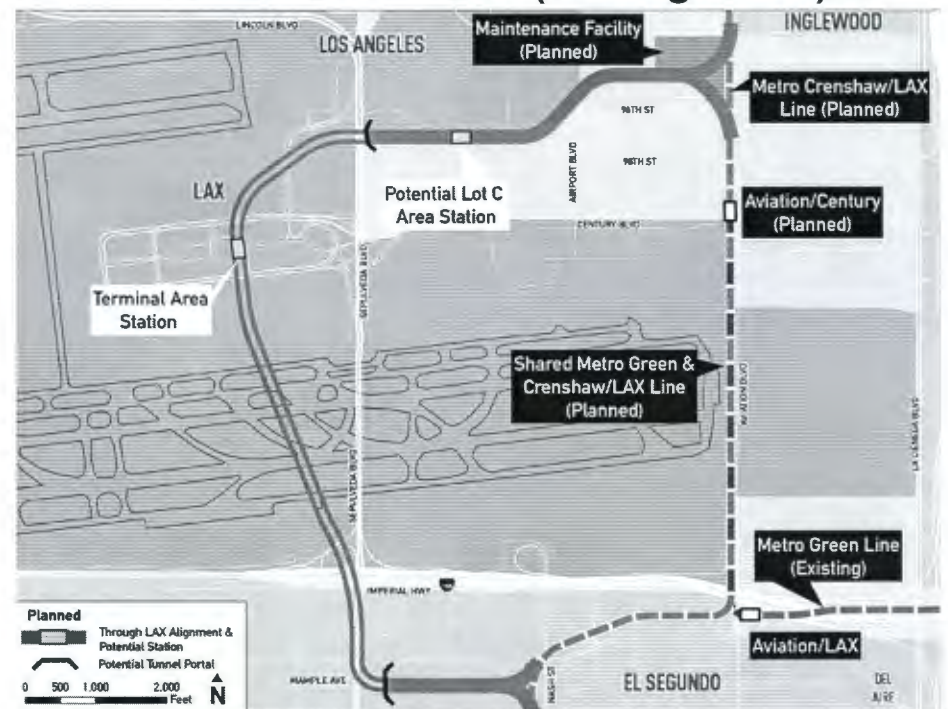 LINCOLN BLVD
LOS ANGELES
INGLEWOOD
Maintenance Facility
(Planned)
Metro Crenshaw/LAX
Line (Planned)
96TH ST
98TH ST
AIRPORT BLVD
LAX
Potential Lot C
Area Station
Aviation/Century
(Planned)
CENTURY BLVD
SEPULVEDA BLVD
Terminal Area
Station
Shared Metro Green &
Crenshaw/LAX Line
(Planned)
AVIATION BLVD
LA CIENEGA BLVD
SEPULVEDA BLVD
Metro Green Line
(Existing)
IMPERIAL HWY
Aviation/LAX
Planned
Through LAX Alignment &
Potential Station
Potential Tunnel Portal
0 500 1.000 2.000
Feet
N
NASH ST
EL SEGUNDO
DEL